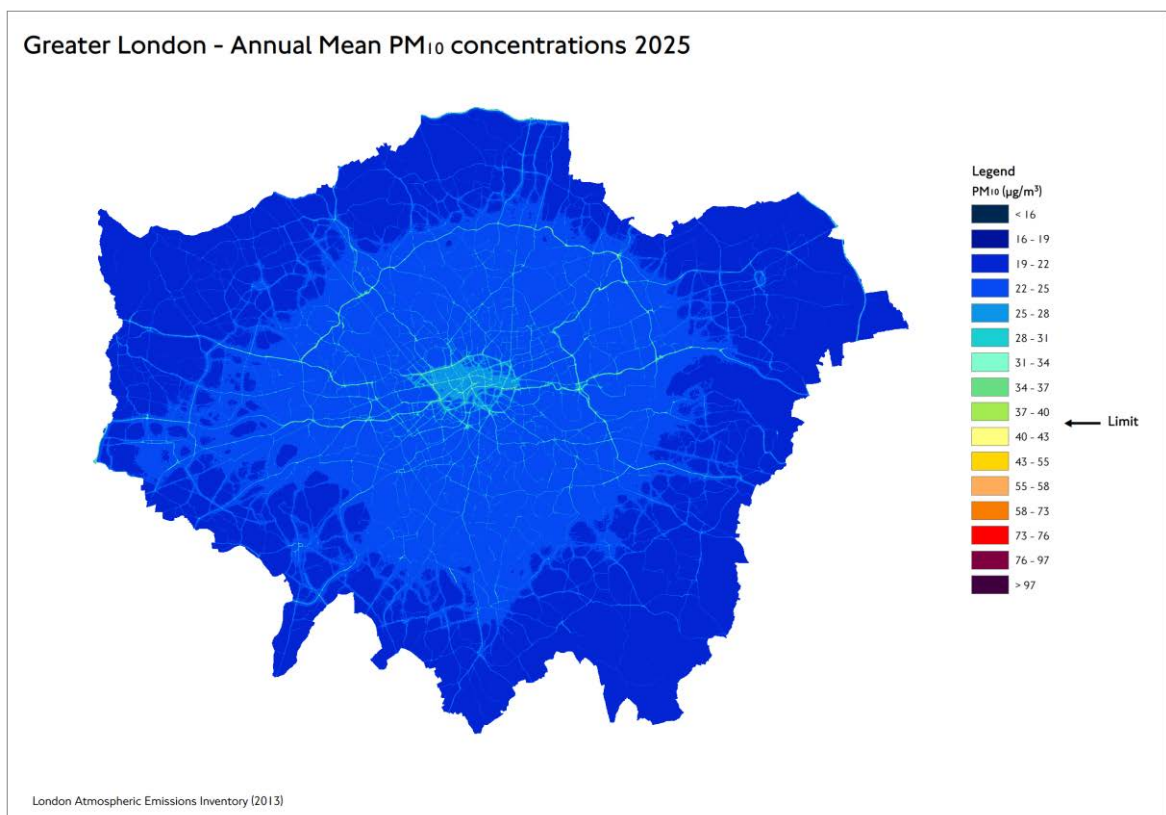 Greater London - Annual Mean PM10 concentrations 2025
Legend
PM10 (µg/m³)
< 16
16 - 19
19 - 22
22 - 25
25 - 28
28 - 31
31 - 34
34 - 37
37 - 40
Limit
40 - 43
43 - 55
55 - 58
58 - 73
73 - 76
76 - 97
> 97
London Atmospheric Emissions Inventory (2013)